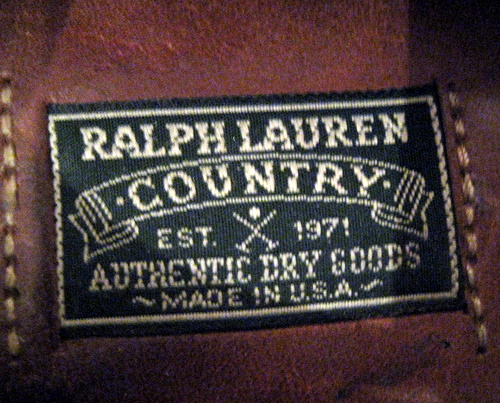 RALPH LAUREN
·COUNTRY·
EST. 1971
AUTHENTIC DRY GOODS
~MADE IN U.S.A.~